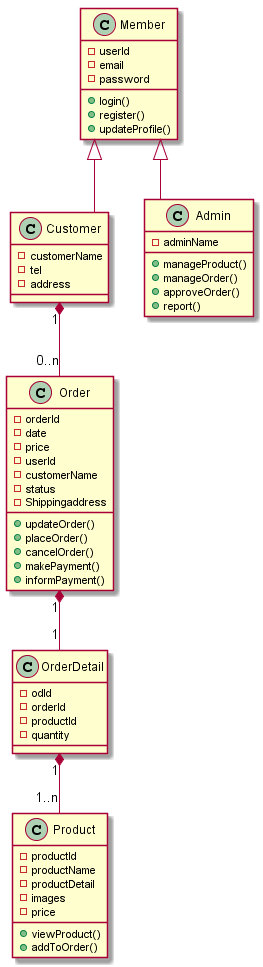 C Member
userId
email
password
login()
register()
updateProfile()
C Customer
customerName
tel
address
C Admin
adminName
manageProduct()
manageOrder()
approveOrder()
report()
1
0..n
C Order
orderId
date
price
userId
customerName
status
Shippingaddress
updateOrder()
placeOrder()
cancelOrder()
makePayment()
informPayment()
1
1
C OrderDetail
odId
orderId
productId
quantity
1
1..n
C Product
productId
productName
productDetail
images
price
viewProduct()
addToOrder()